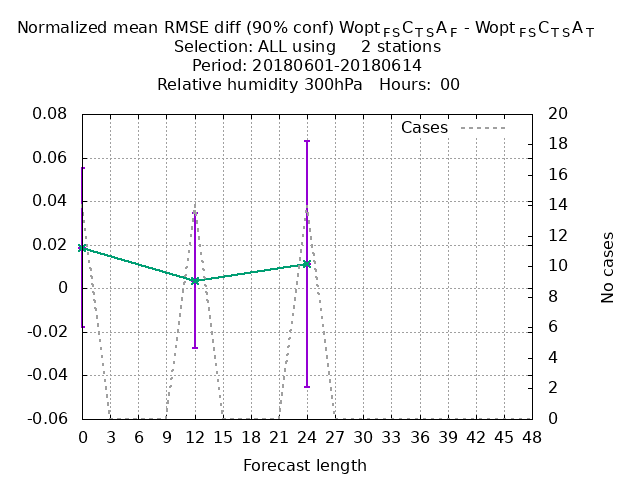 Normalized mean RMSE diff (90% conf) Wopt FS C T S A F - Wopt FS C T S A T
Selection: ALL using 2 stations
Period: 20180601-20180614
Relative humidity 300hPa Hours: 00
Cases
0.08
0.06
0.04
0.02
0
-0.02
-0.04
-0.06
20
18
16
14
12
10
8
6
4
2
0
No cases
0 3 6 9 12 15 18 21 24 27 30 33 36 39 42 45 48
Forecast length